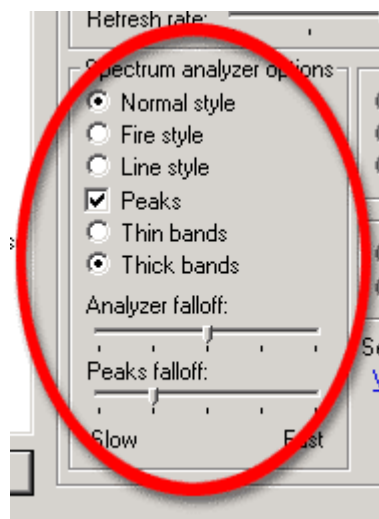 Refresh rate:
Spectrum analyzer options
Normal style
Fire style
Line style
Peaks
Thin bands
Thick bands
Analyzer falloff:
Peaks falloff:
Slow Fast